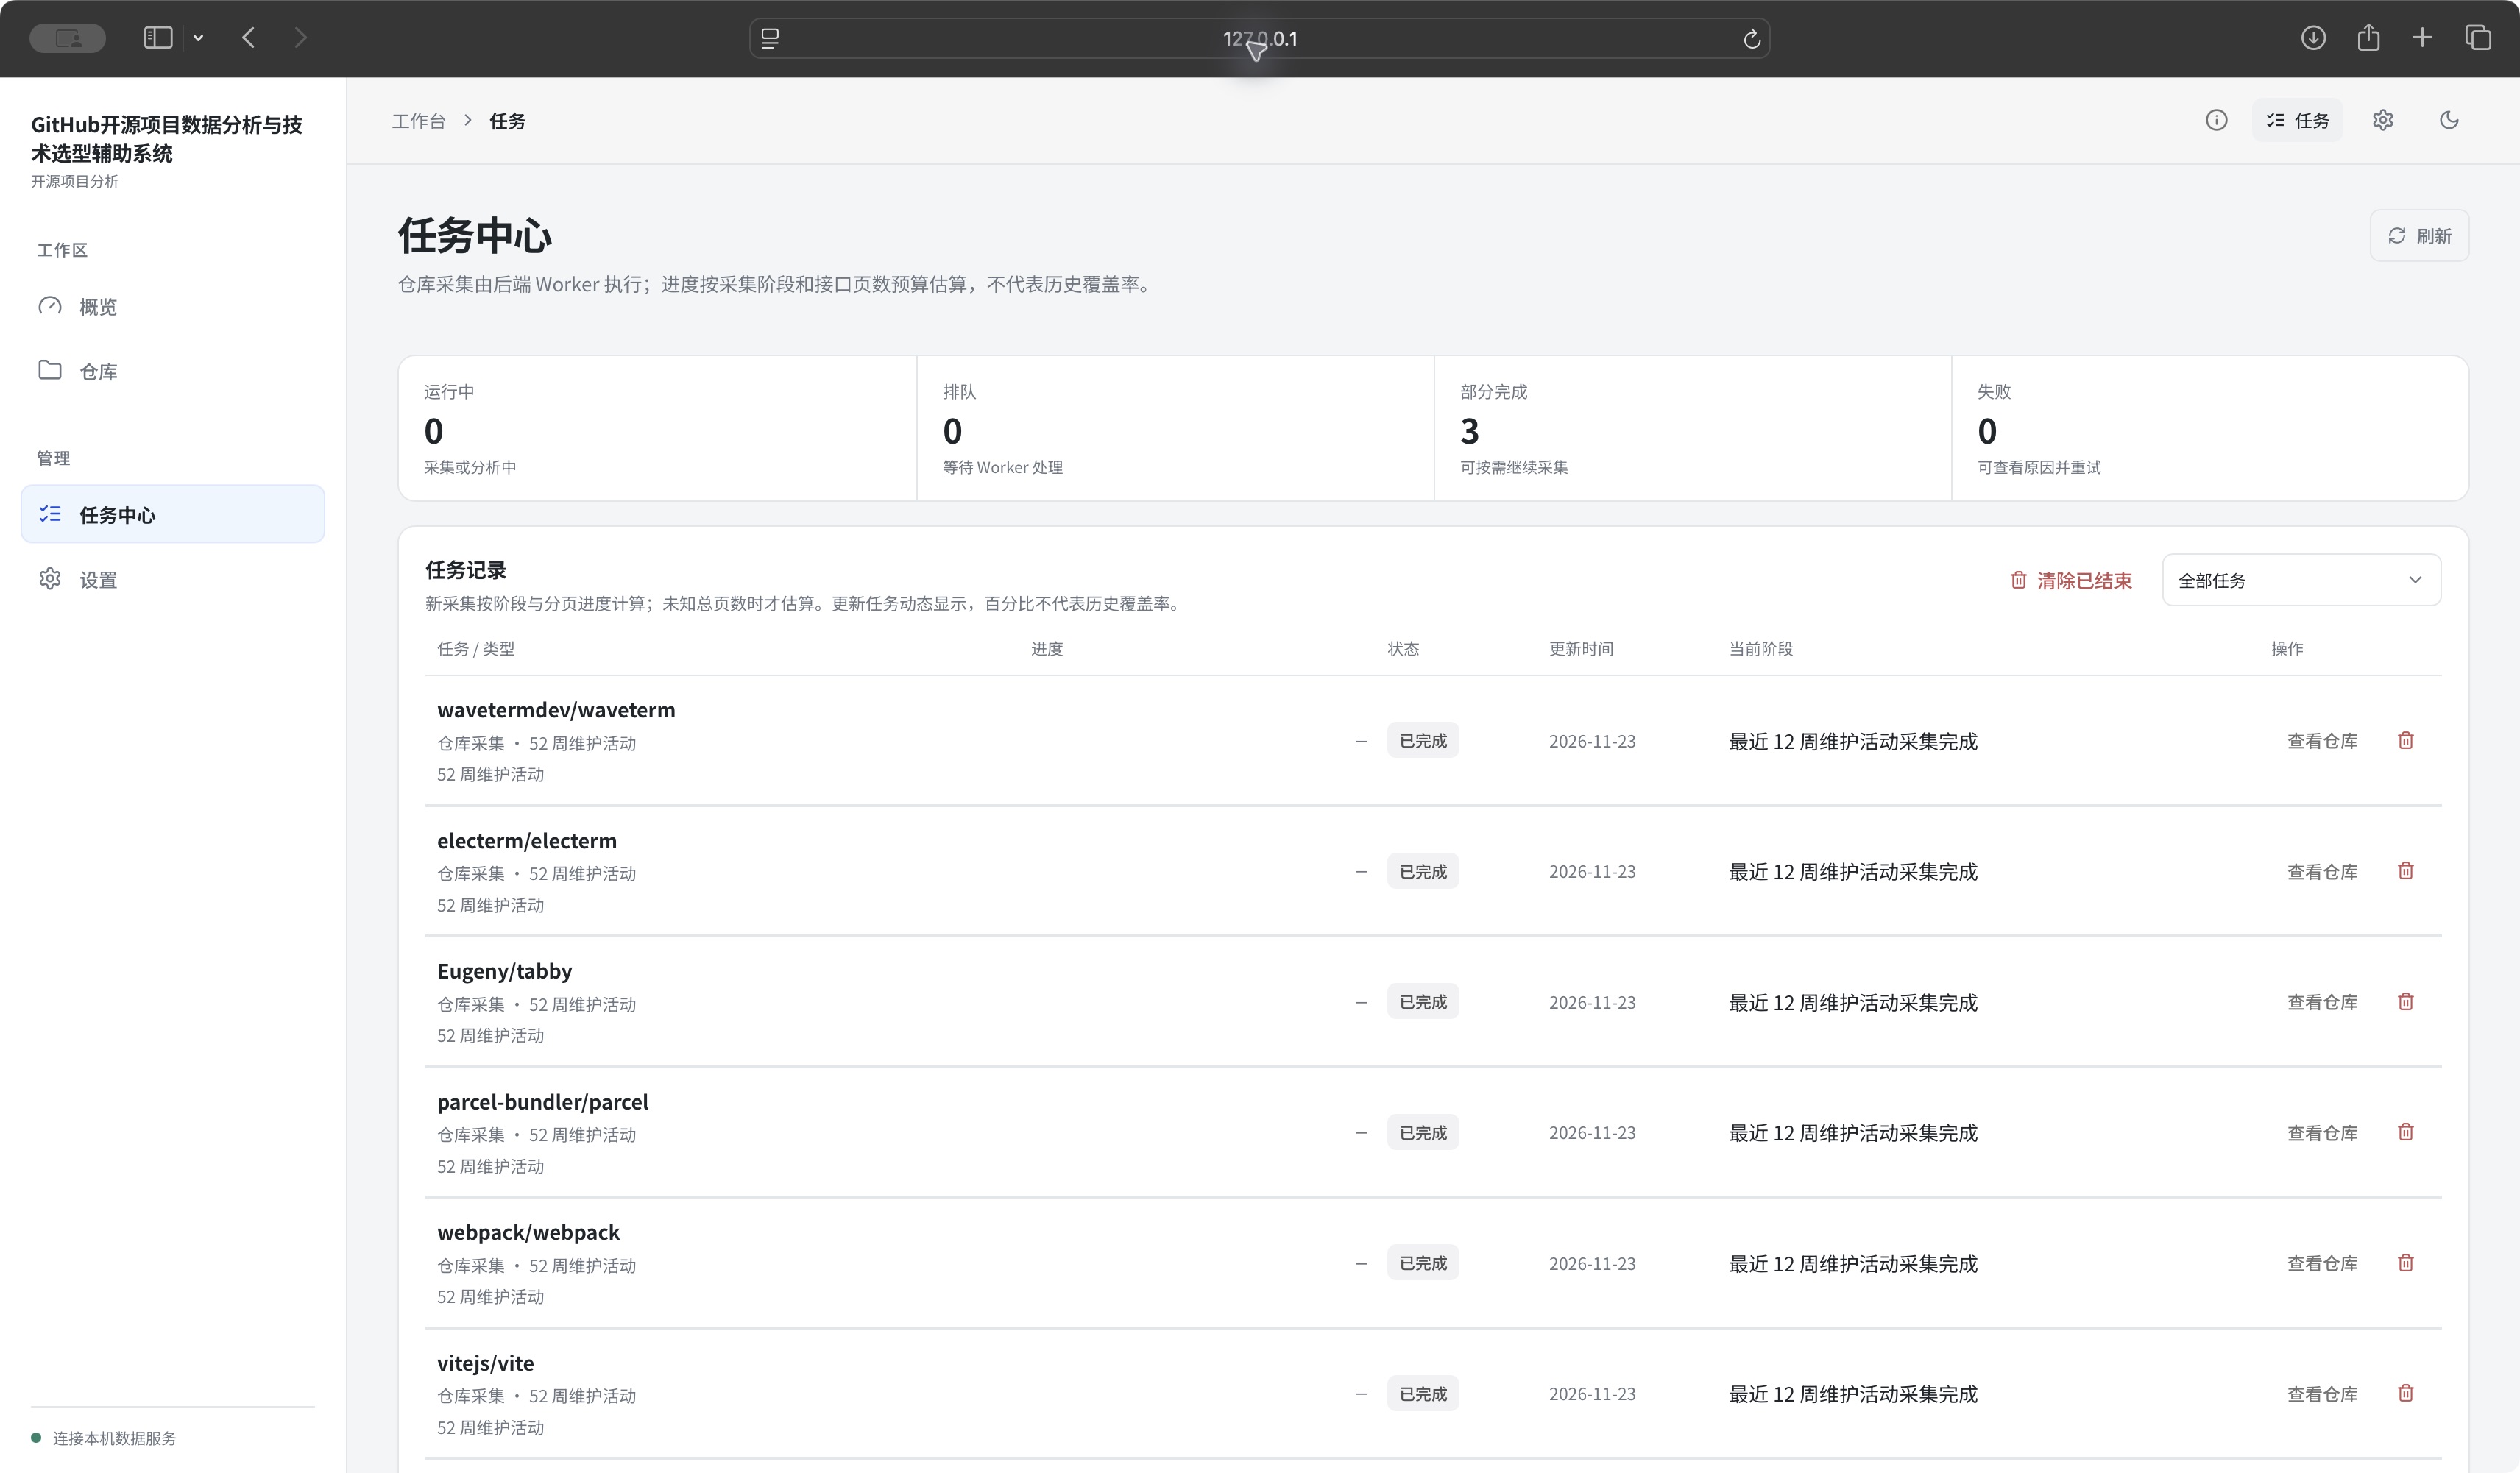 127.0.0.1
GitHub开源项目数据分析与技
术选型辅助系统
开源项目分析
工作区
概览
仓库
管理
任务中心
设置
连接本机数据服务
工作台 > 任务
任务
任务中心
刷新
仓库采集由后端 Worker 执行；进度按采集阶段和接口页数预算估算，不代表历史覆盖率。
运行中
0
采集或分析中
排队
0
等待 Worker 处理
部分完成
3
可按需继续采集
失败
0
可查看原因并重试
任务记录
新采集按阶段与分页进度计算；未知总页数时才估算。更新任务动态显示，百分比不代表历史覆盖率。
清除已结束
全部任务
任务 / 类型 进度 状态 更新时间 当前阶段 操作
wavetermdev/waveterm
仓库采集 · 52 周维护活动
52 周维护活动
– 已完成 2026-11-23 最近 12 周维护活动采集完成 查看仓库
electerm/electerm
仓库采集 · 52 周维护活动
52 周维护活动
– 已完成 2026-11-23 最近 12 周维护活动采集完成 查看仓库
Eugeny/tabby
仓库采集 · 52 周维护活动
52 周维护活动
– 已完成 2026-11-23 最近 12 周维护活动采集完成 查看仓库
parcel-bundler/parcel
仓库采集 · 52 周维护活动
52 周维护活动
– 已完成 2026-11-23 最近 12 周维护活动采集完成 查看仓库
webpack/webpack
仓库采集 · 52 周维护活动
52 周维护活动
– 已完成 2026-11-23 最近 12 周维护活动采集完成 查看仓库
vitejs/vite
仓库采集 · 52 周维护活动
52 周维护活动
– 已完成 2026-11-23 最近 12 周维护活动采集完成 查看仓库